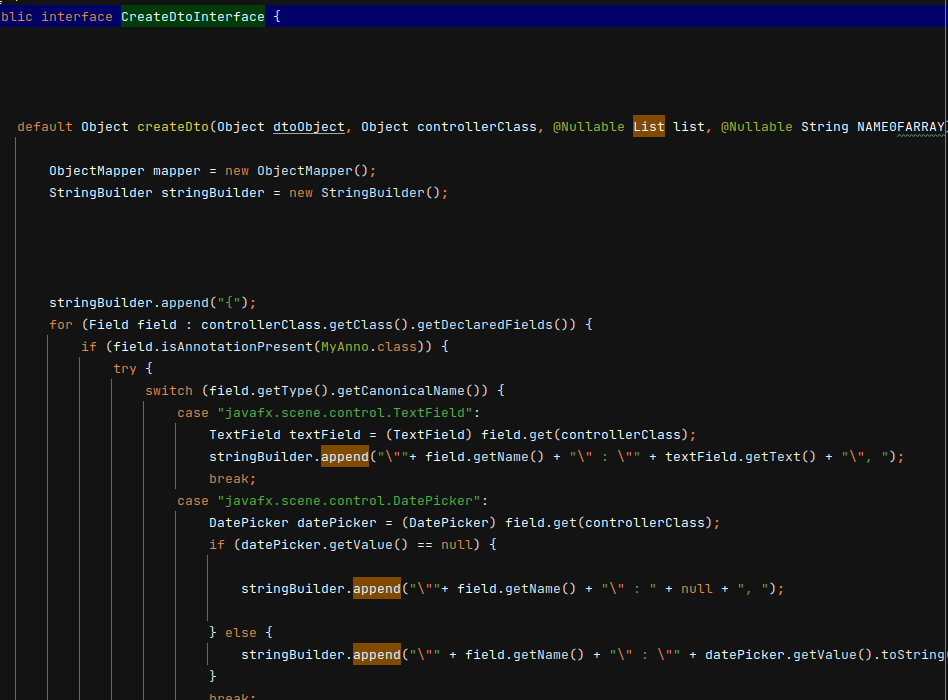 blic interface CreateDtoInterface {
default Object createDto(Object dtoObject, Object controllerClass, @Nullable List list, @Nullable String NAMEOFARRAY
ObjectMapper mapper = new ObjectMapper();
StringBuilder stringBuilder = new StringBuilder();
stringBuilder.append("{");
for (Field field : controllerClass.getClass().getDeclaredFields()) {
if (field.isAnnotationPresent(MyAnno.class)) {
try {
switch (field.getType().getCanonicalName()) {
case "javafx.scene.control.TextField":
TextField textField = (TextField) field.get(controllerClass);
stringBuilder.append("\""+ field.getName() + "\" : \"" + textField.getText() + "\", ");
break;
case "javafx.scene.control.DatePicker":
DatePicker datePicker = (DatePicker) field.get(controllerClass);
if (datePicker.getValue() == null) {
stringBuilder.append("\""+ field.getName() + "\" : " + null + ", ");
} else {
stringBuilder.append("\"" + field.getName() + "\" : \"" + datePicker.getValue().toString
}
break;